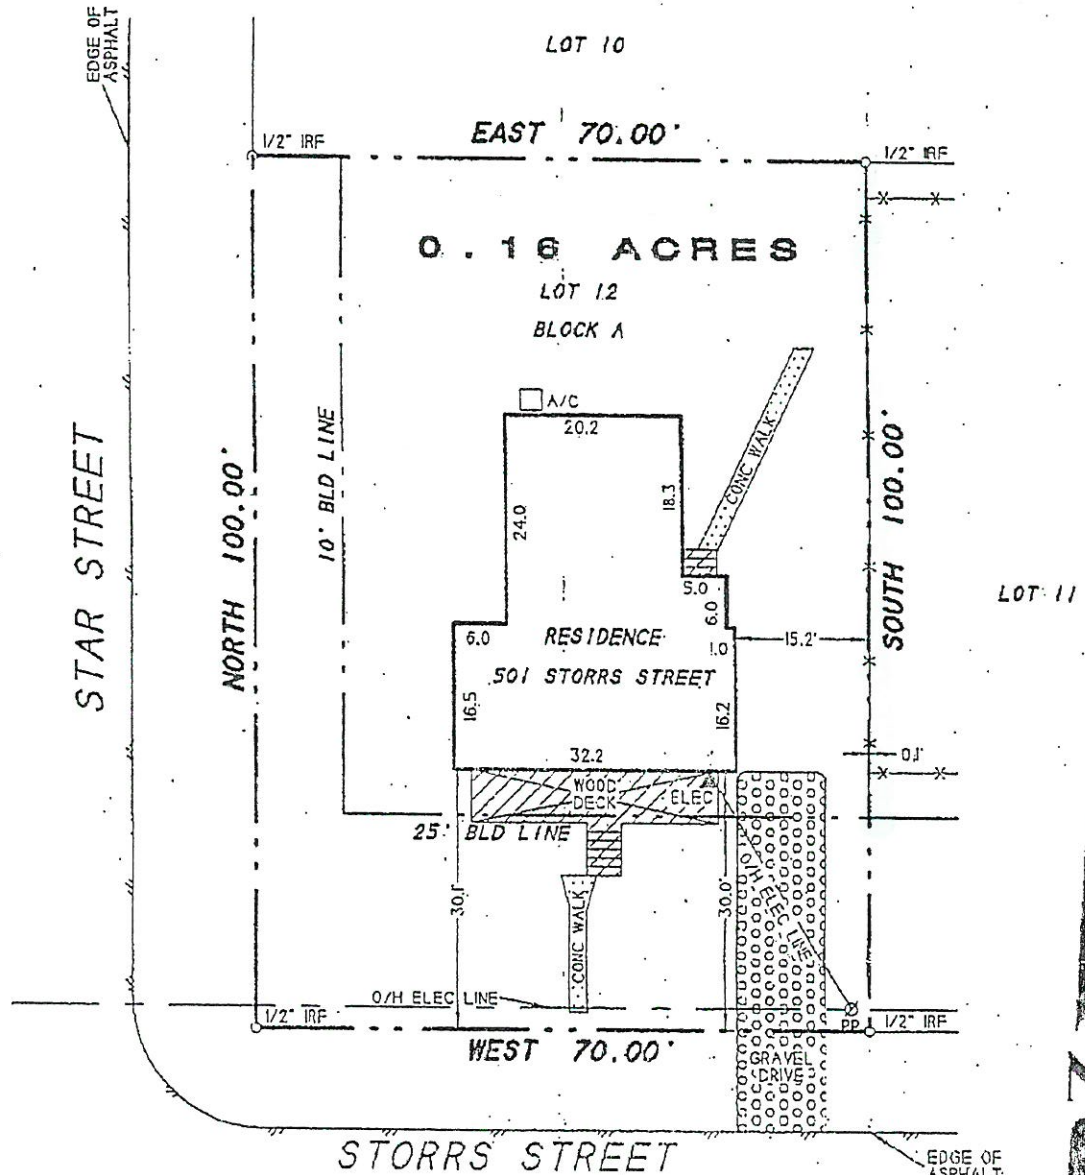 EDGE OF
ASPHALT
LOT 10
EAST 70.00'
1/2" IRF
1/2" IRF
0.16 ACRES
LOT 12
BLOCK A
A/C
20.2
CONC WALK
STAR STREET
NORTH 100.00'
10' BLD LINE
24.0
18.3
SOUTH 100.00'
LOT 11
5.0
6.0
6.0
RESIDENCE
1.0
15.2'
501 STORRS STREET
16.5
16.2
32.2
0.1'
WOOD
DECK
ELEC
25' BLD LINE
O/H ELEC LINE
30.1'
30.0'
CONC WALK
O/H ELEC LINE
1/2" IRF
PP
1/2" IRF
WEST 70.00'
GRAVEL
DRIVE
STORRS STREET
EDGE OF
ASPHALT